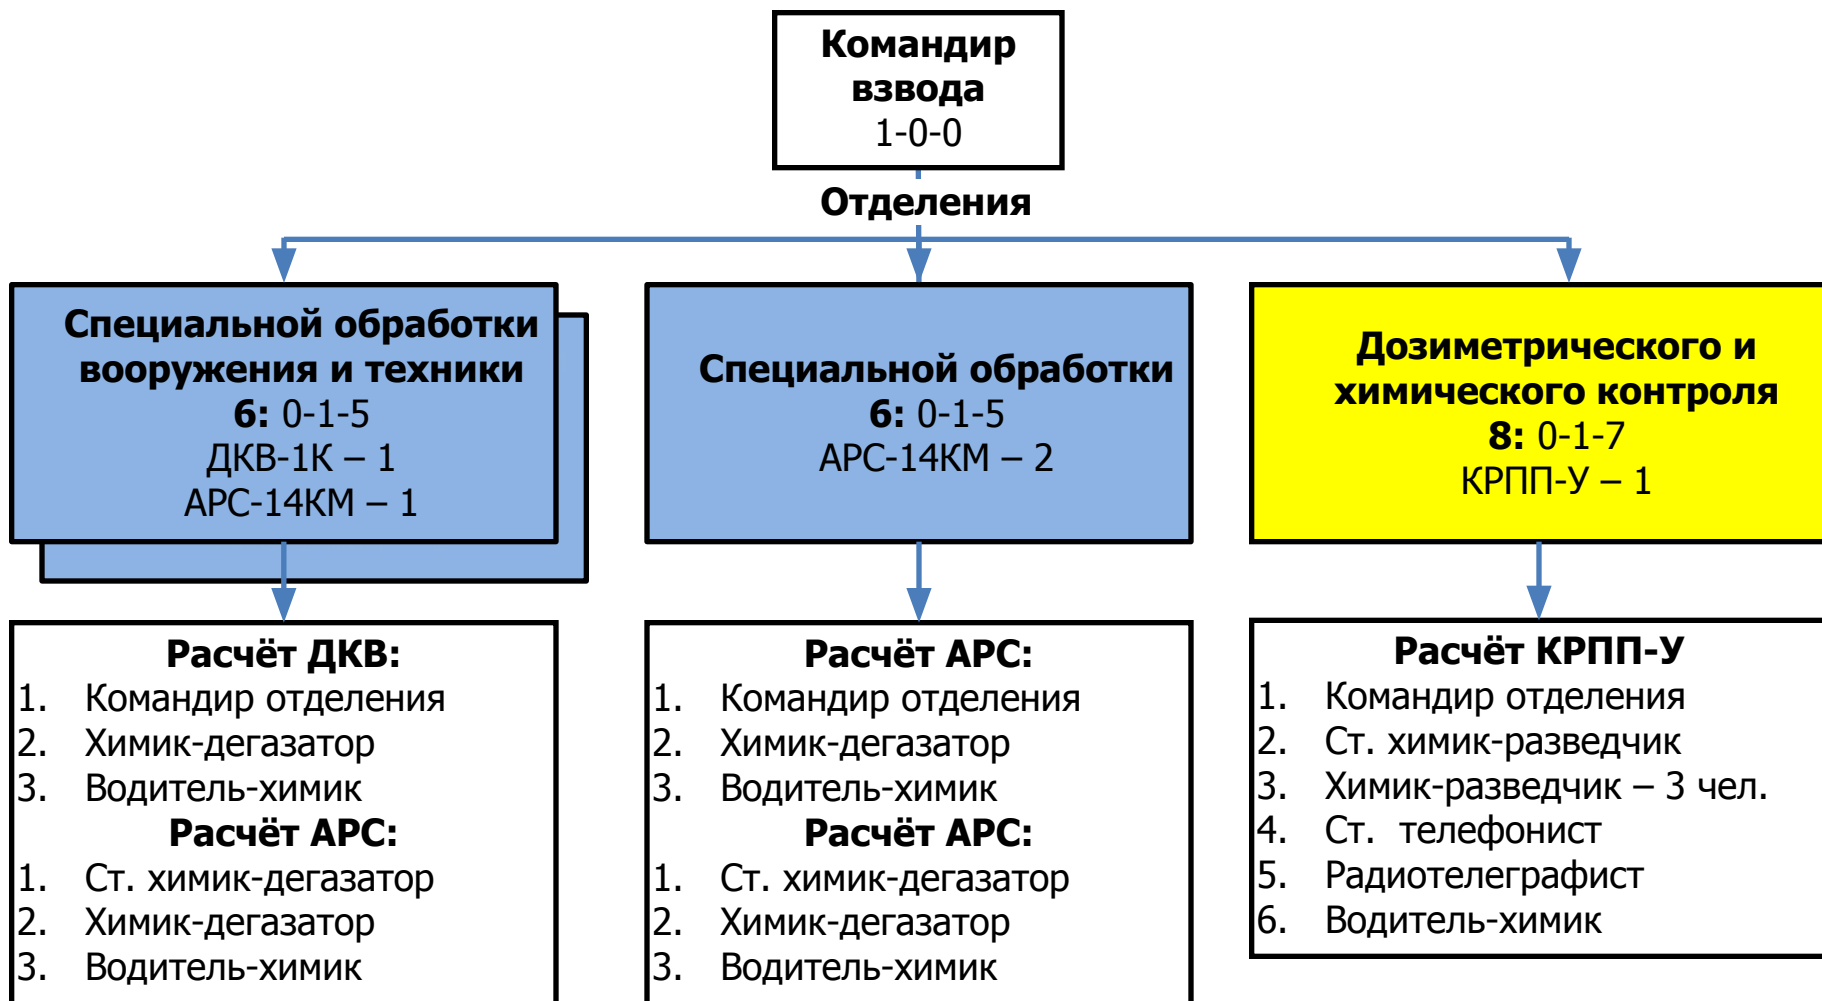 Командир
взвода
1-0-0
Отделения
Специальной обработки
вооружения и техники
6: 0-1-5
ДКВ-1К – 1
АРС-14КМ – 1
Специальной обработки
6: 0-1-5
АРС-14КМ – 2
Дозиметрического и
химического контроля
8: 0-1-7
КРПП-У – 1
Расчёт ДКВ:
1. Командир отделения
2. Химик-дегазатор
3. Водитель-химик
Расчёт АРС:
1. Ст. химик-дегазатор
2. Химик-дегазатор
3. Водитель-химик
Расчёт АРС:
1. Командир отделения
2. Химик-дегазатор
3. Водитель-химик
Расчёт АРС:
1. Ст. химик-дегазатор
2. Химик-дегазатор
3. Водитель-химик
Расчёт КРПП-У
1. Командир отделения
2. Ст. химик-разведчик
3. Химик-разведчик – 3 чел.
4. Ст. телефонист
5. Радиотелеграфист
6. Водитель-химик